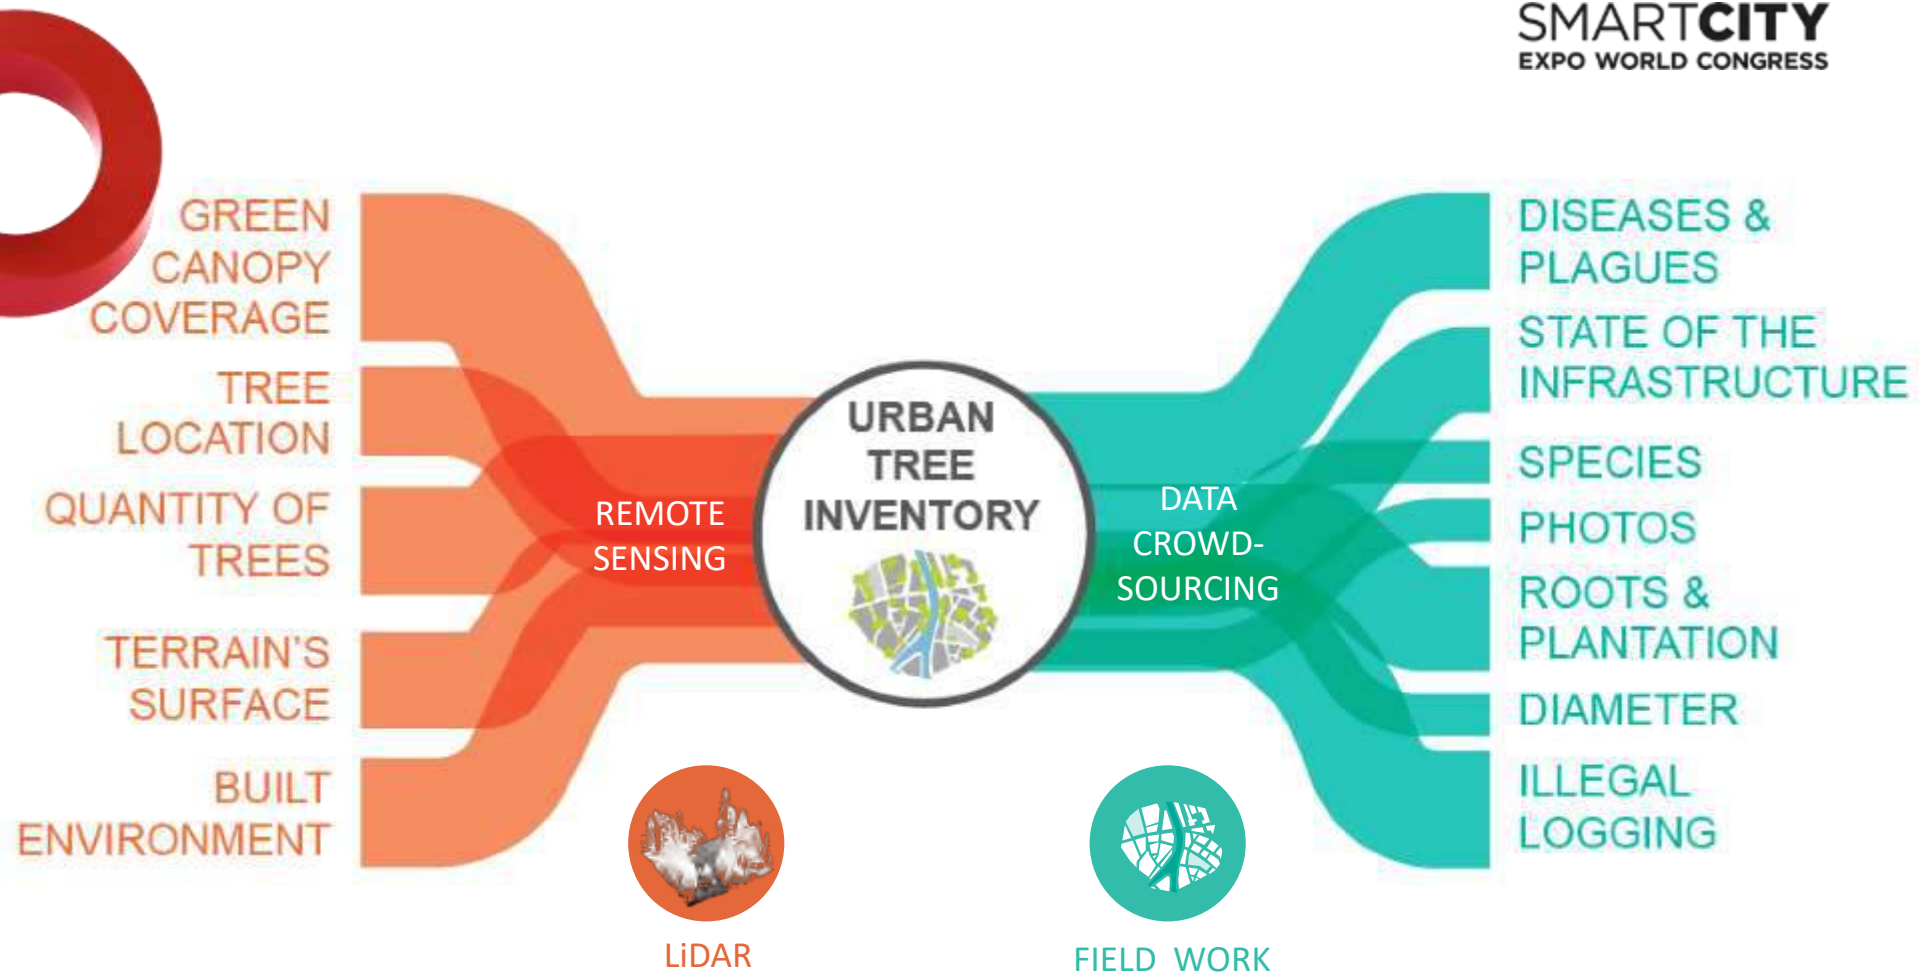 SMARTCITY
EXPO WORLD CONGRESS
GREEN
CANOPY
COVERAGE
TREE
LOCATION
QUANTITY OF
TREES
TERRAIN'S
SURFACE
BUILT
ENVIRONMENT
REMOTE
SENSING
URBAN
TREE
INVENTORY
DATA
CROWD-
SOURCING
DISEASES &
PLAGUES
STATE OF THE
INFRASTRUCTURE
SPECIES
PHOTOS
ROOTS &
PLANTATION
DIAMETER
ILLEGAL
LOGGING
LiDAR
FIELD WORK